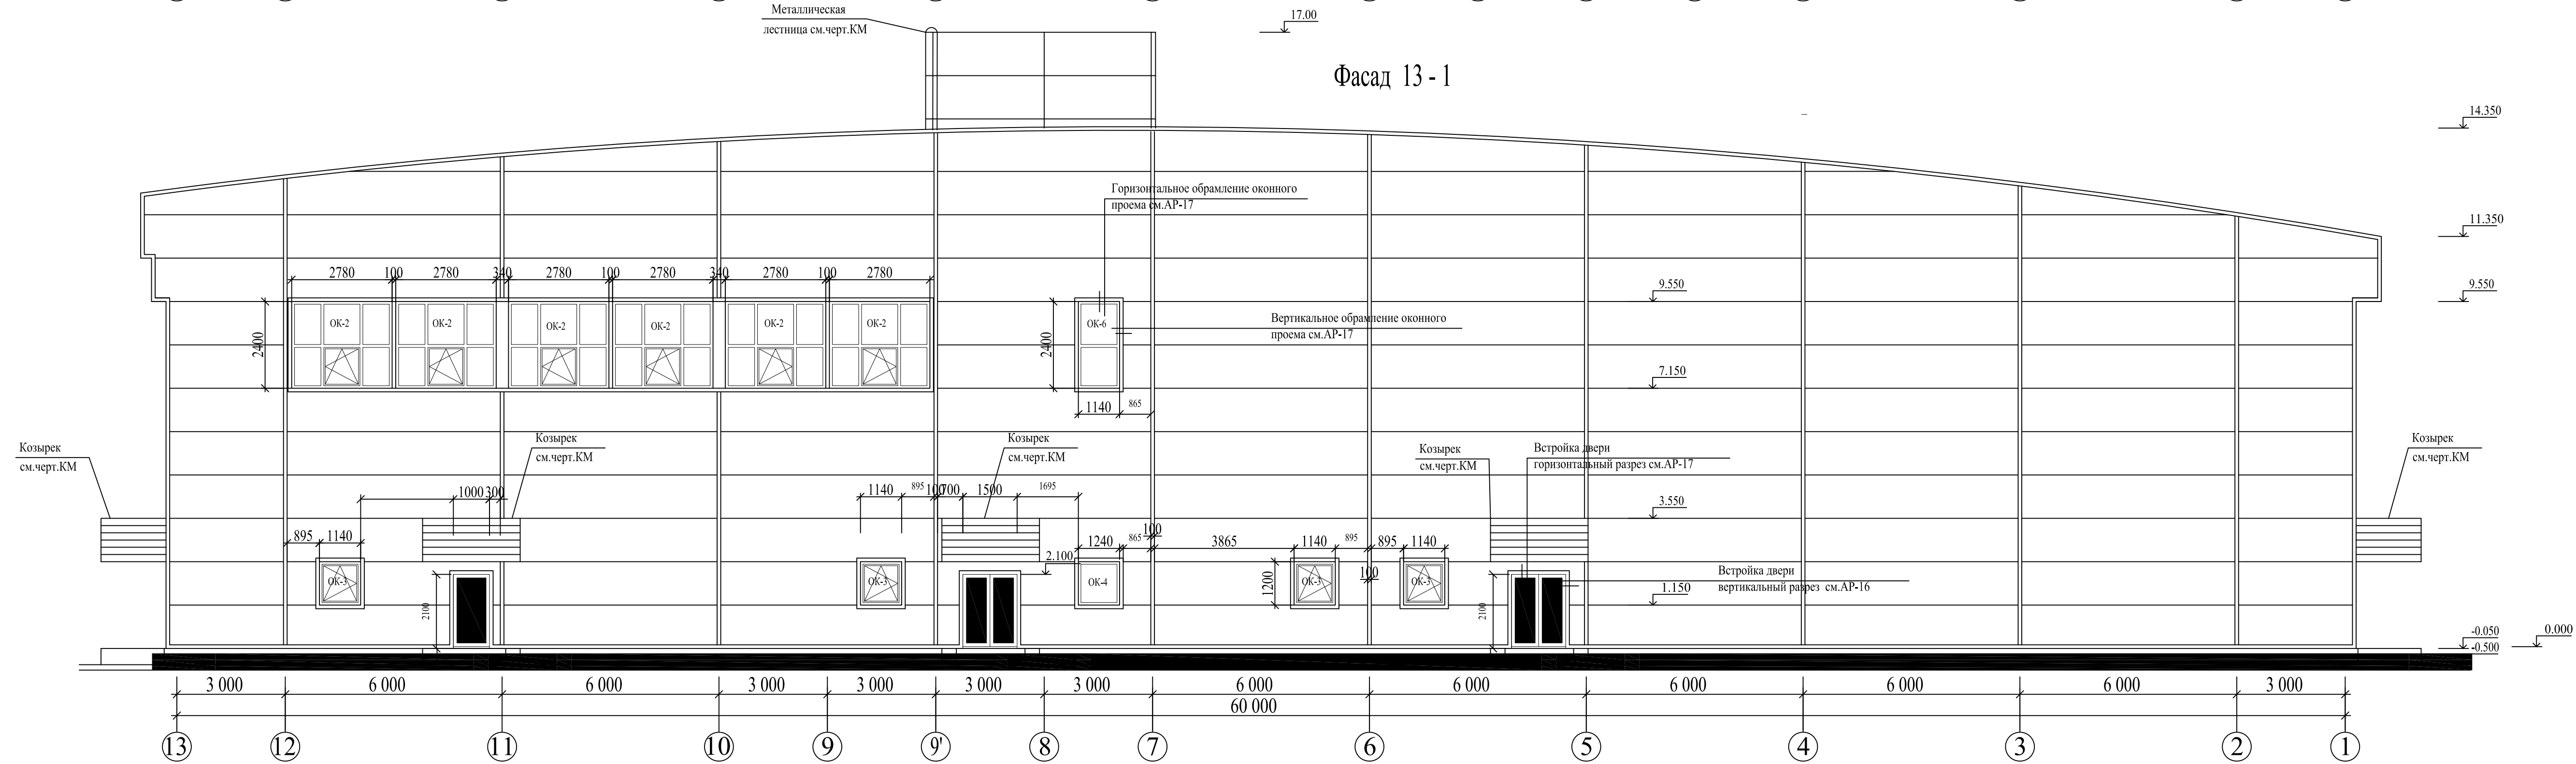 Металлическая
лестница см.черт.КМ
17.00
Фасад 13 - 1
14.350
Горизонтальное обрамление оконного
проема см.АР-17
11.350
2780 100 2780 340 2780 100 2780 340 2780 100 2780
9.550
9.550
ОК-2 ОК-2 ОК-2 ОК-2 ОК-2 ОК-2
ОК-6
Вертикальное обрамление оконного
проема см.АР-17
2400
2400
7.150
1140 865
Козырек
см.черт.КМ
Козырек
см.черт.КМ
Козырек
см.черт.КМ
Козырек
см.черт.КМ
Встройка двери
горизонтальный разрез см.АР-17
Козырек
см.черт.КМ
1000 300
1140 895 100 700 1500 1695
3.550
895 1140
1240 865 100 3865 1140 895 895 1140
2.100
100
ОК-3
ОК-3
ОК-4
1200
ОК-3
ОК-3
Встройка двери
вертикальный разрез см.АР-16
1.150
2100
2100
-0.050
0.000
-0.500
3 000 6 000 6 000 3 000 3 000 3 000 3 000 6 000 6 000 6 000 6 000 6 000 3 000
60 000
13 12 11 10 9 9' 8 7 6 5 4 3 2 1